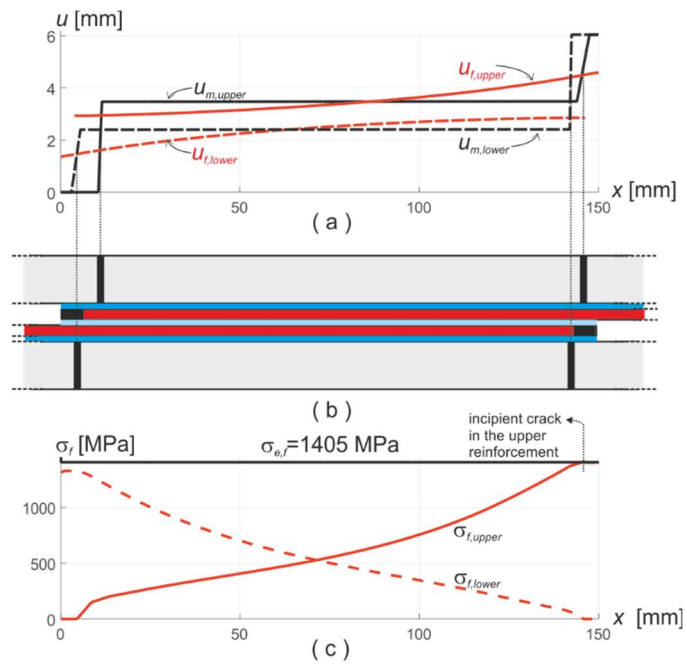 u [mm]
6
u_f,upper
u_m,upper
4
2
u_f,lower
u_m,lower
0
0 50 100 150
x [mm]
( a )
( b )
incipient crack
in the upper
reinforcement
σ_f [MPa]
σ_e,f=1405 MPa
1000
σ_f,upper
500
σ_f,lower
0
0 50 100 150
x [mm]
( c )